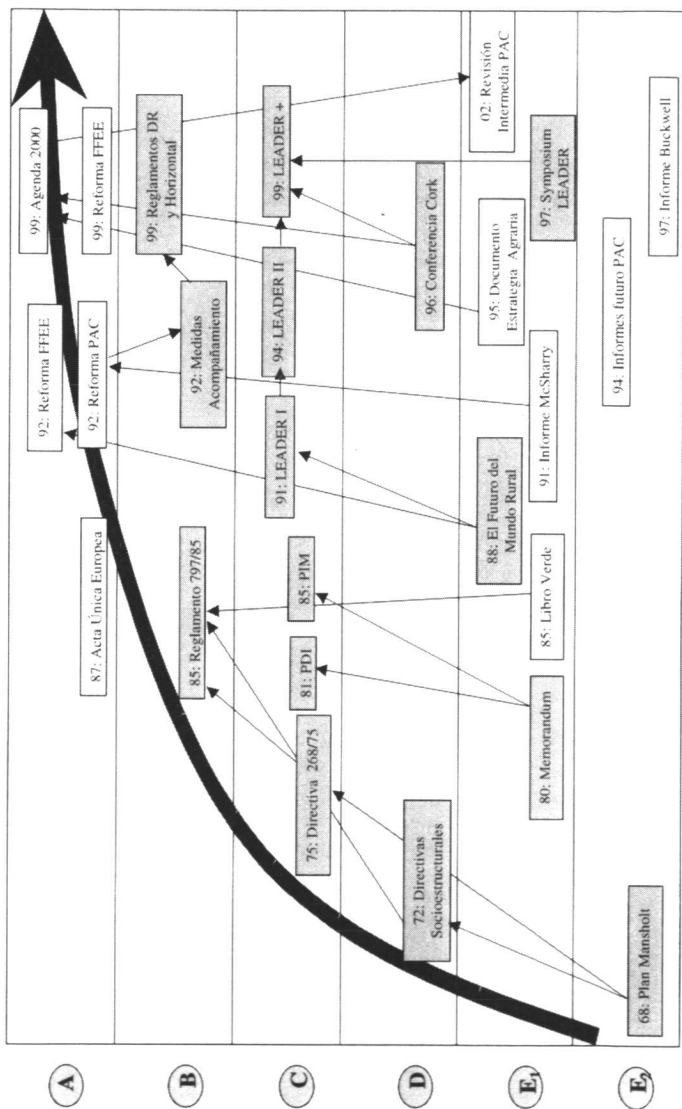 A
87: Acta Única Europea
92: Reforma FFEE
92: Reforma PAC
99: Agenda 2000
99: Reforma FFEE
B
85: Reglamento 797/85
92: Medidas
Acompañamiento
99: Reglamentos DR
y Horizontal
C
75: Directiva 268/75
81: PDI
85: PIM
91: LEADER I
94: LEADER II
99: LEADER +
D
72: Directivas
Socioestructurales
96: Conferencia Cork
E1
80: Memorandum
85: Libro Verde
88: El Futuro del
Mundo Rural
91: Informe McSharry
95: Documento
Estrategia Agraria
97: Symposium
LEADER
02: Revisión
Intermedia PAC
E2
68: Plan Mansholt
94: Informes futuro PAC
97: Informe Buckwell